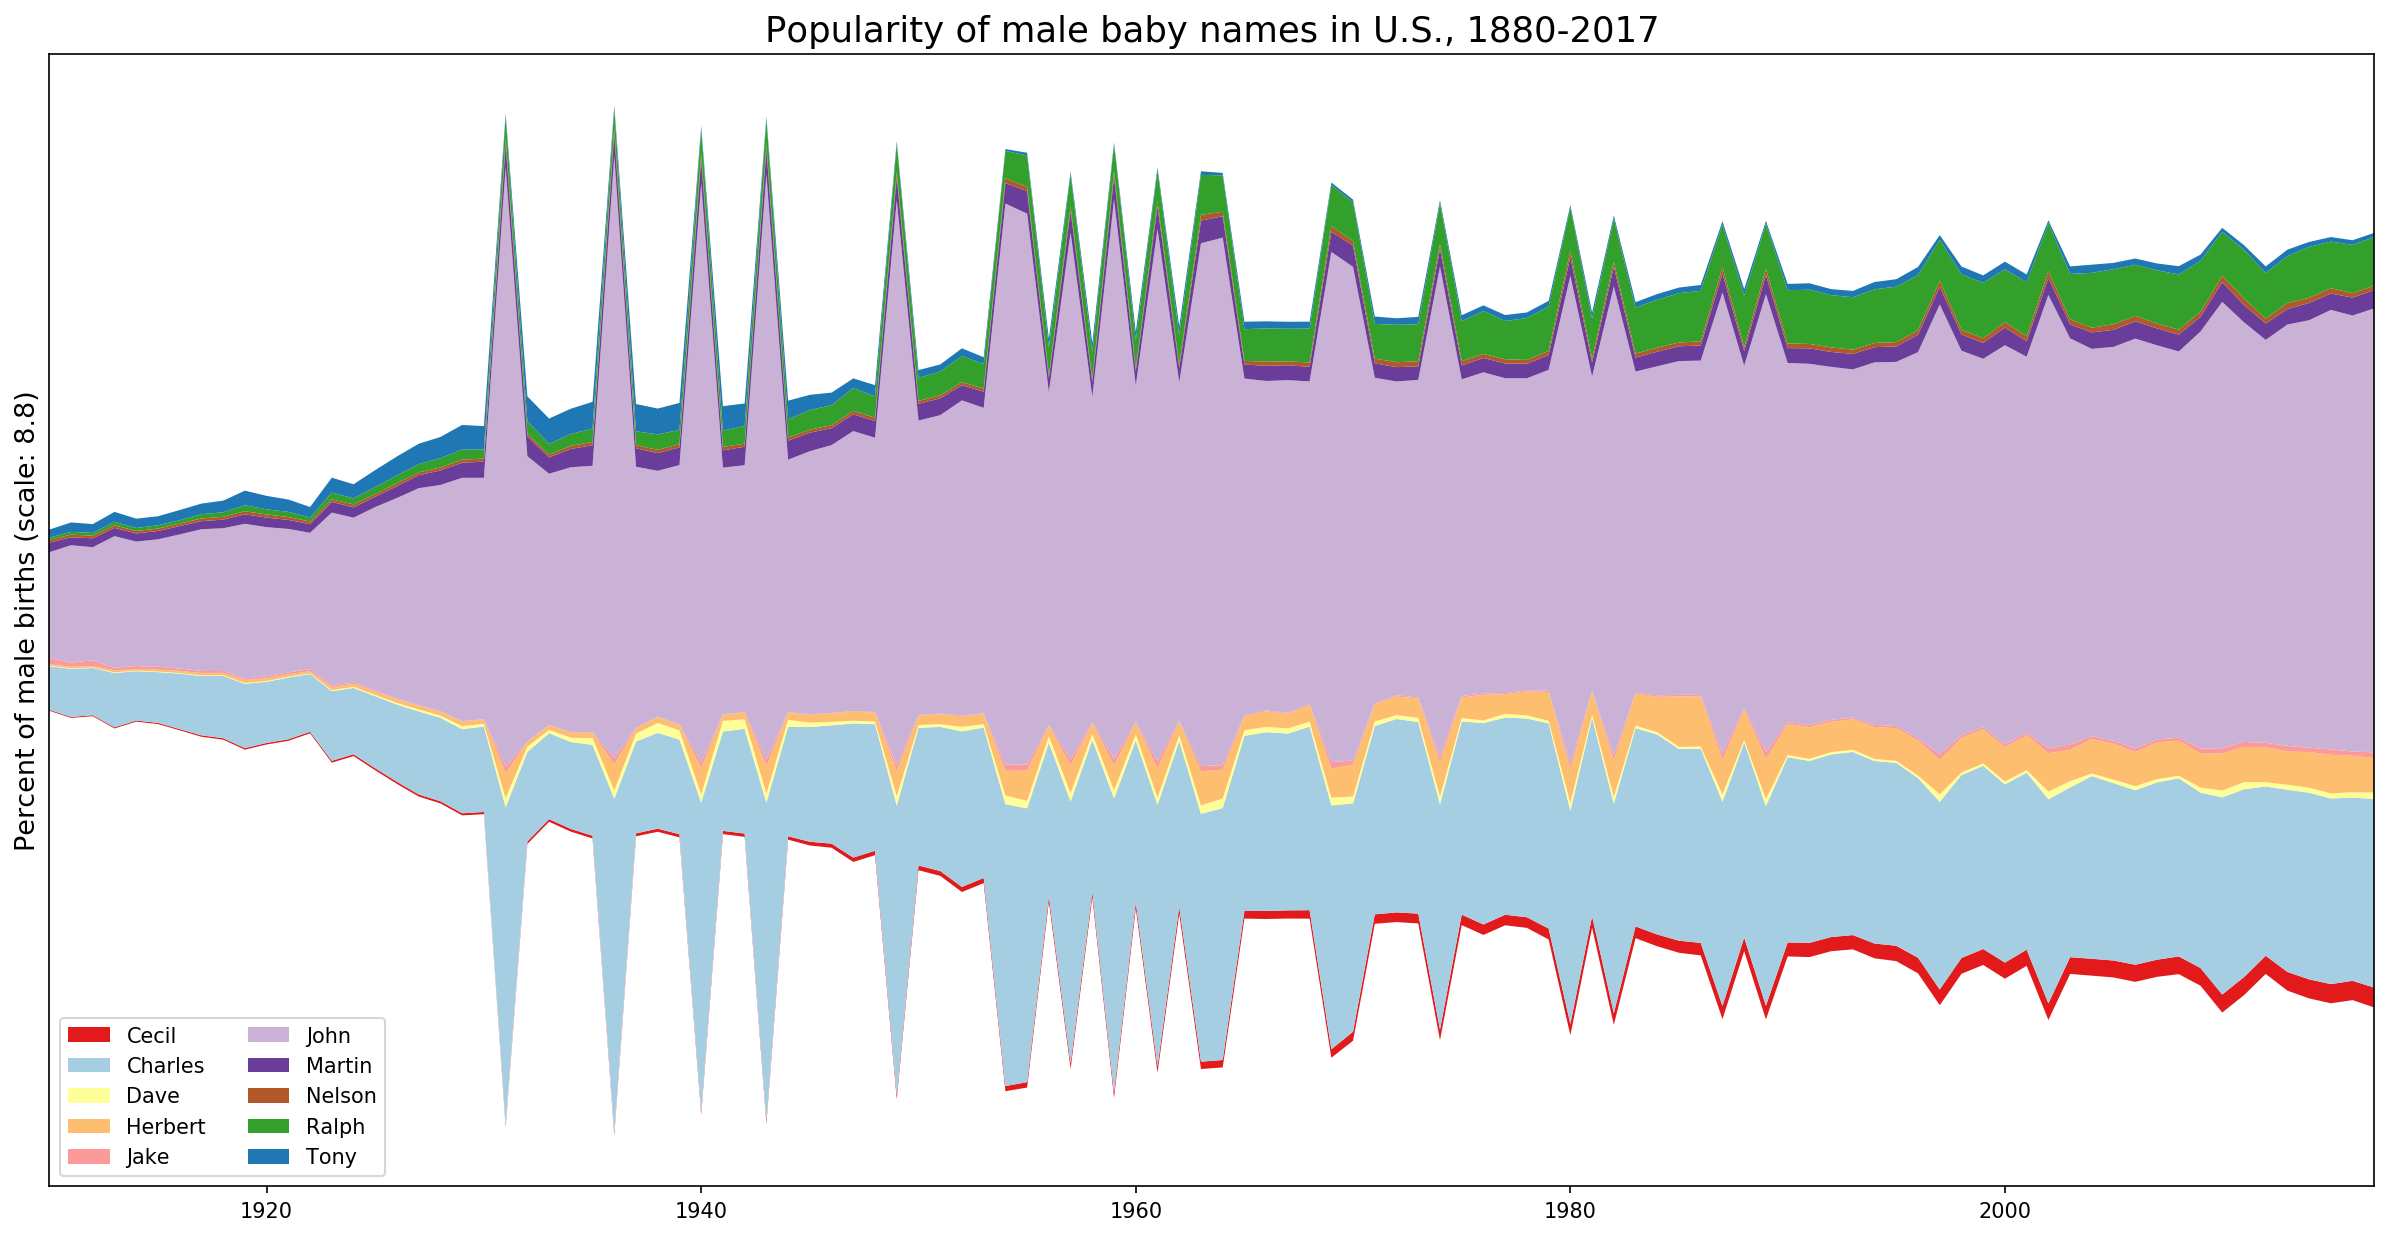 Popularity of male baby names in U.S., 1880-2017
Percent of male births (scale: 8.8)
Cecil
Charles
Dave
Herbert
Jake
John
Martin
Nelson
Ralph
Tony
1920
1940
1960
1980
2000